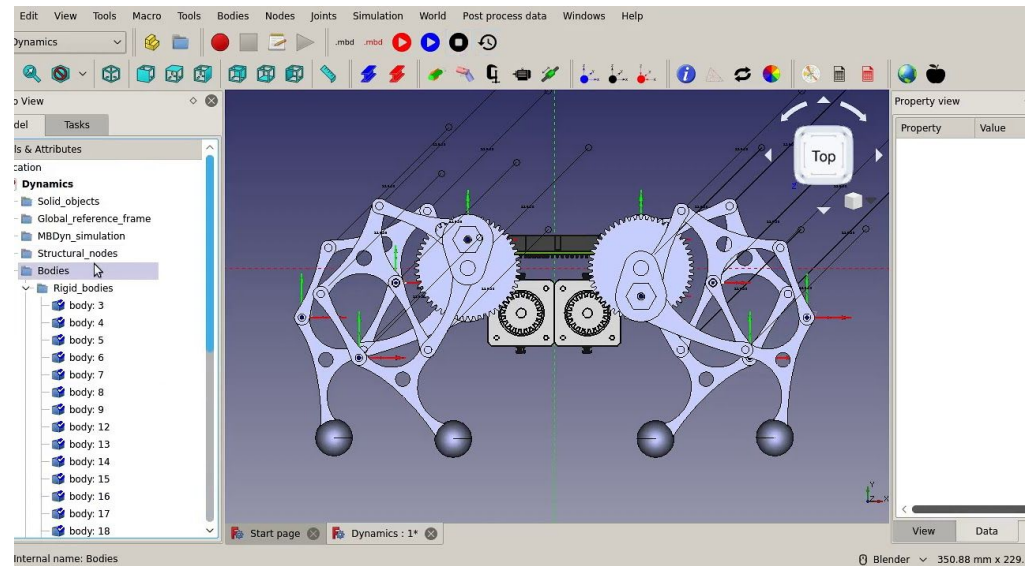 Edit View Tools Macro Tools Bodies Nodes Joints Simulation World Post process data Windows Help
Dynamics .mbd .mbd
o View Property view
del Tasks Property Value
ls & Attributes
cation
Top
Dynamics
Solid_objects
Z
Global_reference_frame
MBDyn_simulation
Structural_nodes
Bodies
Rigid_bodies
body: 3
body: 4
body: 5
body: 6
body: 7
body: 8
body: 9
body: 12
body: 13
body: 14
body: 15
body: 16
Y
body: 17
Z X
body: 18
Start page Dynamics : 1* View Data
Internal name: Bodies Blender 350.88 mm x 229.